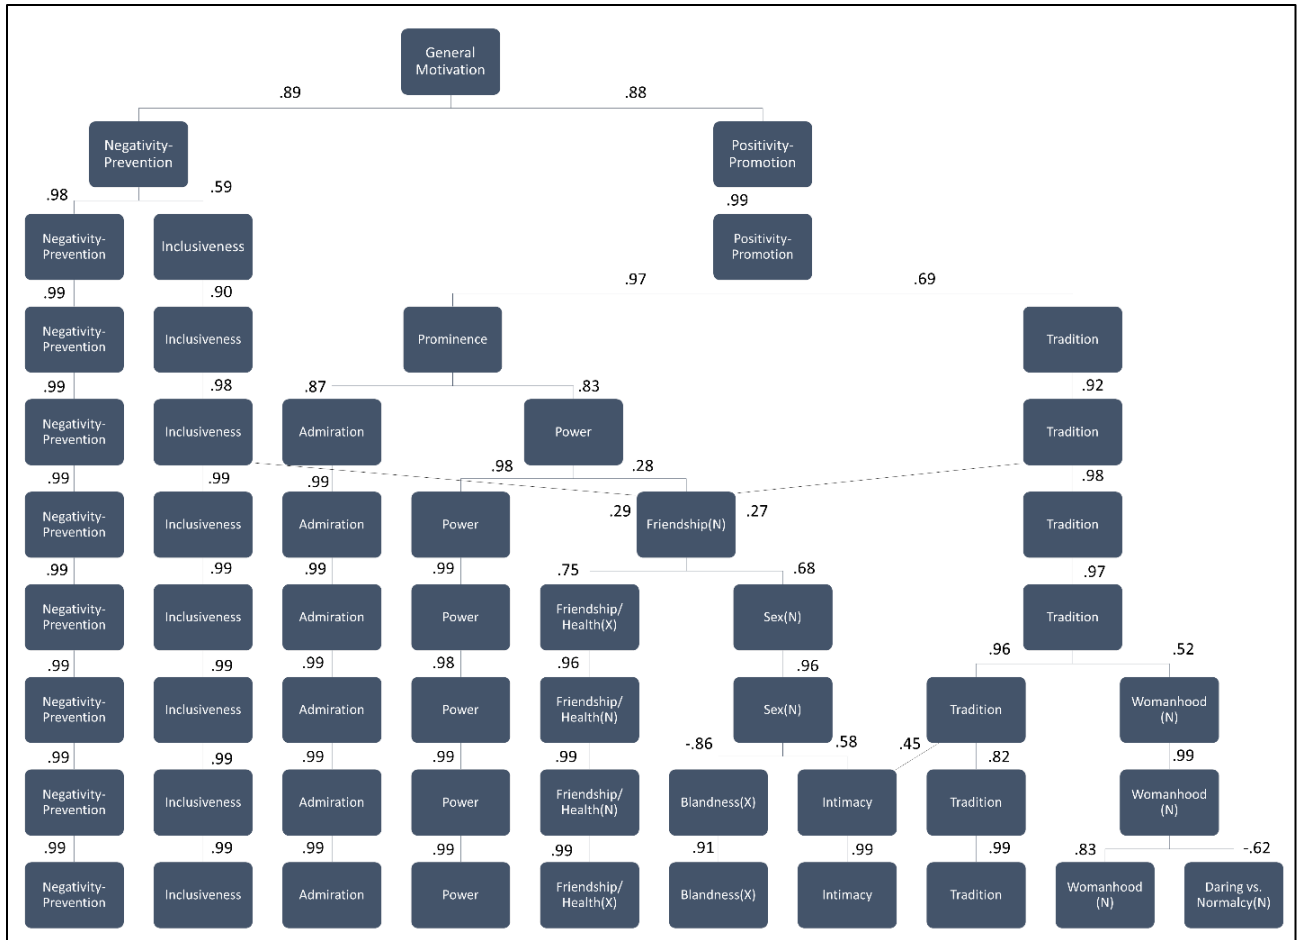 General
Motivation
.89
.88
Negativity-
Prevention
Positivity-
Promotion
.98
.59
.99
Negativity-
Prevention
Inclusiveness
Positivity-
Promotion
.99
.90
.97
.69
Negativity-
Prevention
Inclusiveness
Prominence
Tradition
.99
.98
.87
.83
.92
Negativity-
Prevention
Inclusiveness
Admiration
Power
Tradition
.99
.99
.99
.98
.28
.98
Negativity-
Prevention
Inclusiveness
Admiration
Power
.29
Friendship(N)
.27
Tradition
.99
.99
.99
.99
.75
.68
.97
Negativity-
Prevention
Inclusiveness
Admiration
Power
Friendship/
Health(X)
Sex(N)
Tradition
.99
.99
.99
.98
.96
.96
.96
.52
Negativity-
Prevention
Inclusiveness
Admiration
Power
Friendship/
Health(N)
Sex(N)
Tradition
Womanhood
(N)
.99
.99
.99
.99
.99
-.86
.58
.45
.82
.99
Negativity-
Prevention
Inclusiveness
Admiration
Power
Friendship/
Health(N)
Blandness(X)
Intimacy
Tradition
Womanhood
(N)
.99
.99
.99
.99
.99
.91
.99
.99
.83
-.62
Negativity-
Prevention
Inclusiveness
Admiration
Power
Friendship/
Health(X)
Blandness(X)
Intimacy
Tradition
Womanhood
(N)
Daring vs.
Normalcy(N)